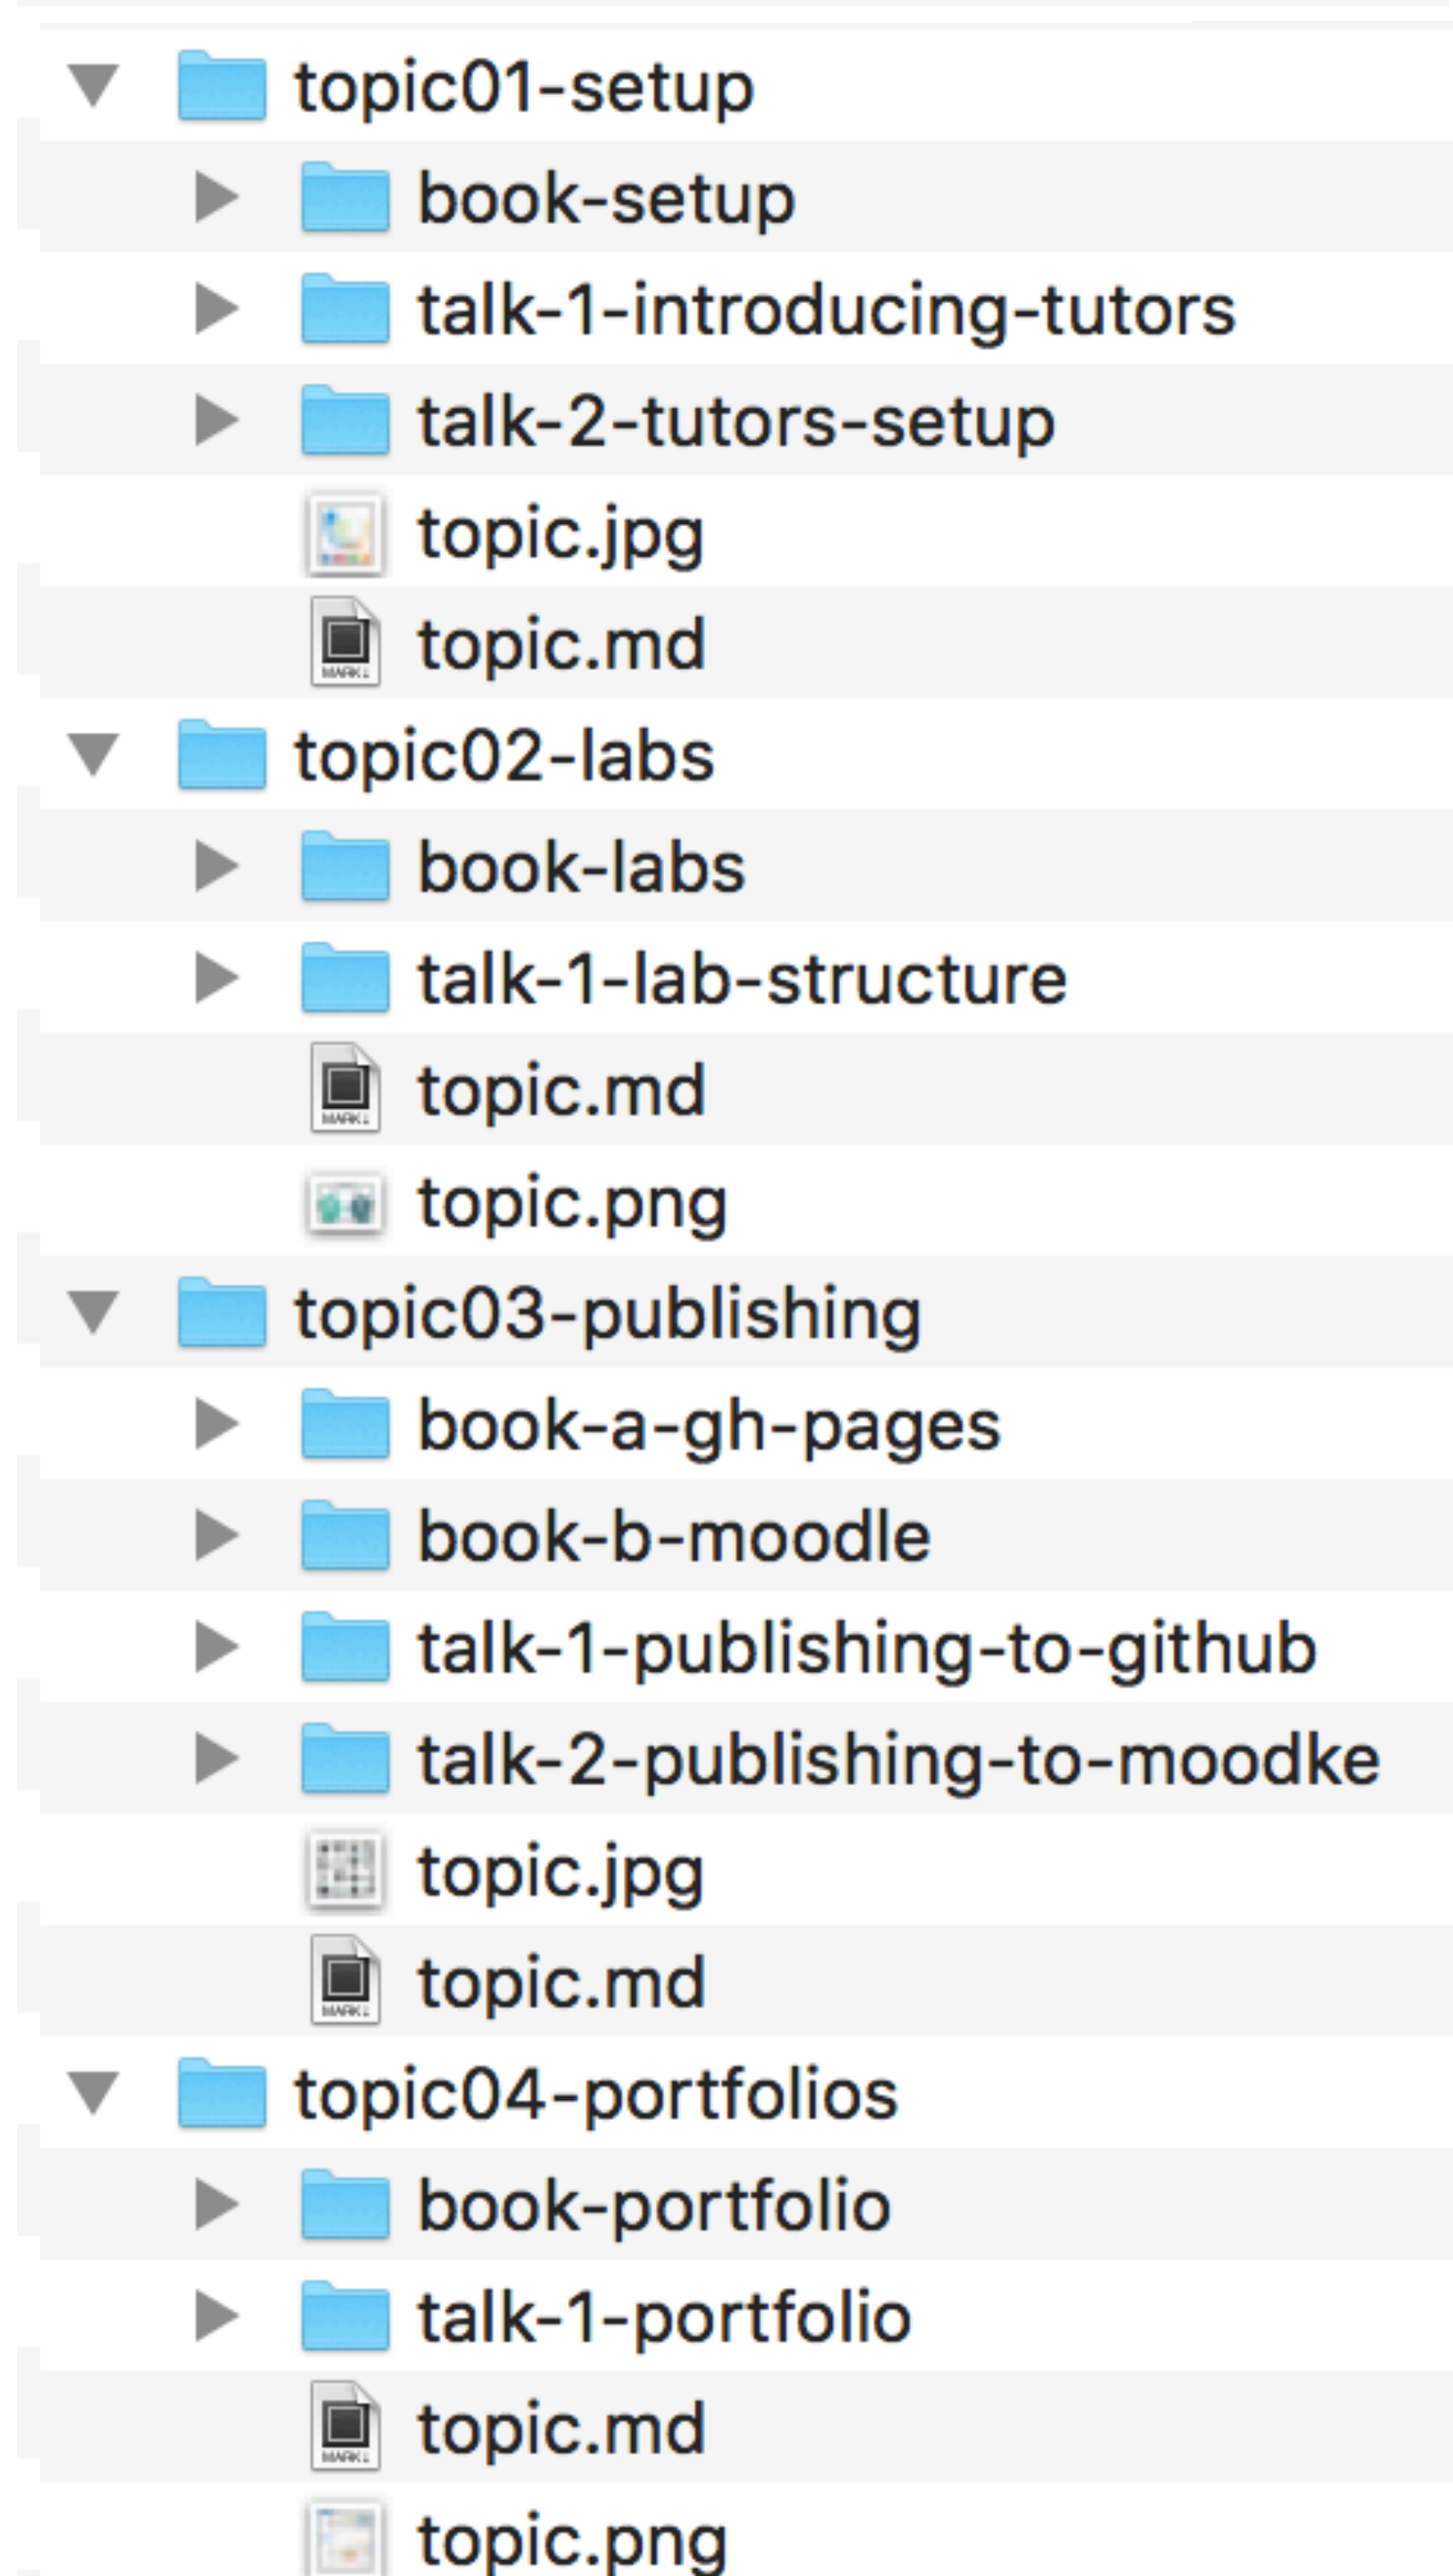 topic01-setup
book-setup
talk-1-introducing-tutors
talk-2-tutors-setup
topic.jpg
topic.md
topic02-labs
book-labs
talk-1-lab-structure
topic.md
topic.png
topic03-publishing
book-a-gh-pages
book-b-moodle
talk-1-publishing-to-github
talk-2-publishing-to-moodke
topic.jpg
topic.md
topic04-portfolios
book-portfolio
talk-1-portfolio
topic.md
topic.png